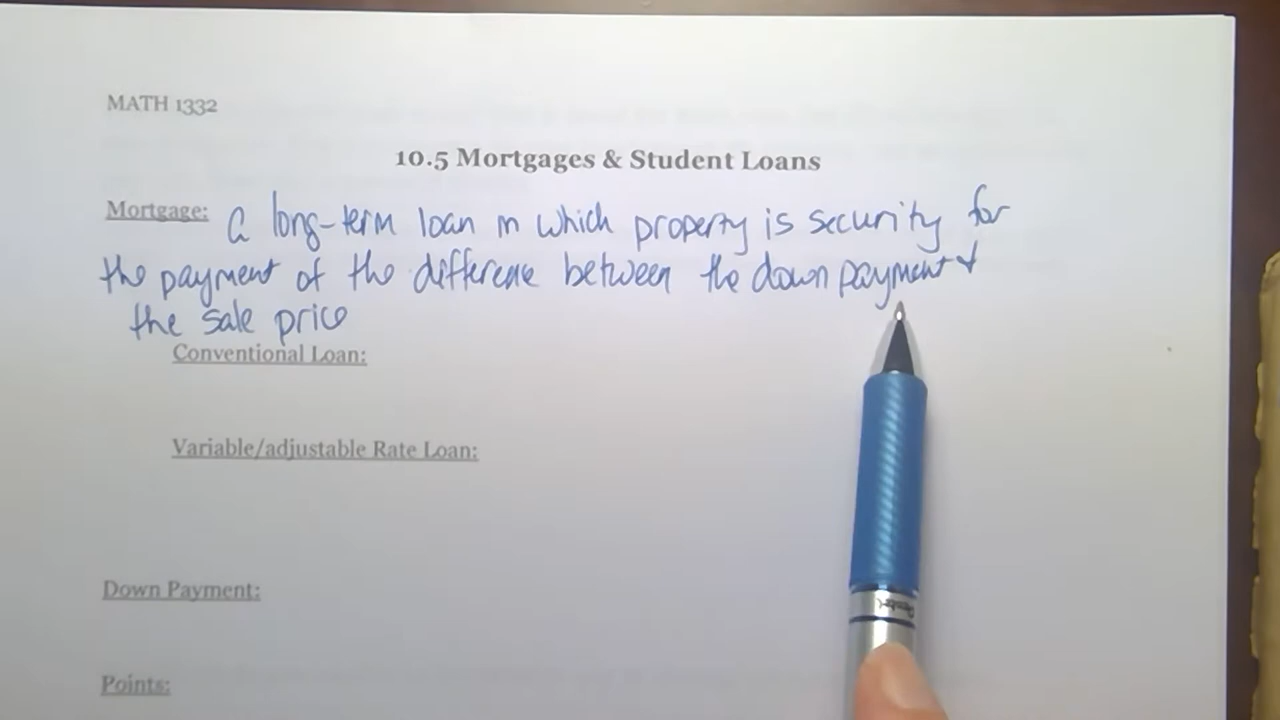 MATH 1332
10.5 Mortgages & Student Loans
Mortgage: a long-term loan in which property is security for
the payment of the difference between the down payment &
the sale price
Conventional Loan:
Variable/adjustable Rate Loan:
Down Payment:
Points: